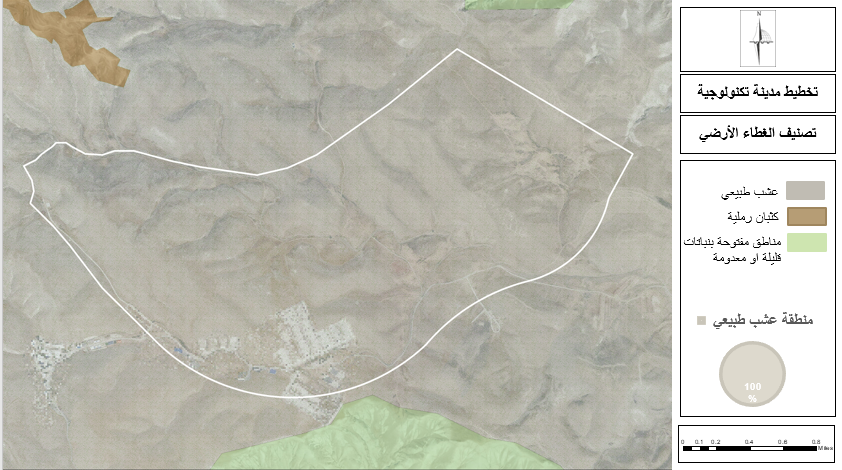 N
تخطيط مدينة تكنولوجية
تصنيف الغطاء الأرضي
عشب طبيعي
كثبان رملية
مناطق مفتوحة بنباتات
قليلة او معدومة
منطقة عشب طبيعي
100
%
0 0.1 0.2 0.4 0.6 0.8
Miles